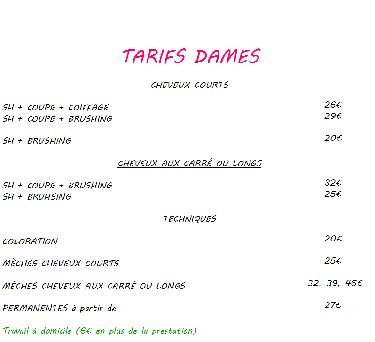 TARIFS DAMES
CHEVEUX COURTS
SH + COUPE + COIFFAGE 26€
SH + COUPE + BRUSHING 29€
SH + BRUSHING 20€
CHEVEUX AUX CARRÉ OU LONGS
SH + COUPE + BRUSHING 32€
SH + BRUHSING 25€
TECHNIQUES
COLORATION 20€
MÈCHES CHEVEUX COURTS 25€
MÈCHES CHEVEUX AUX CARRÉ OU LONGS 32, 39, 45€
PERMANENTES à partir de 27€
Travail à domicile (6€ en plus de la prestation)